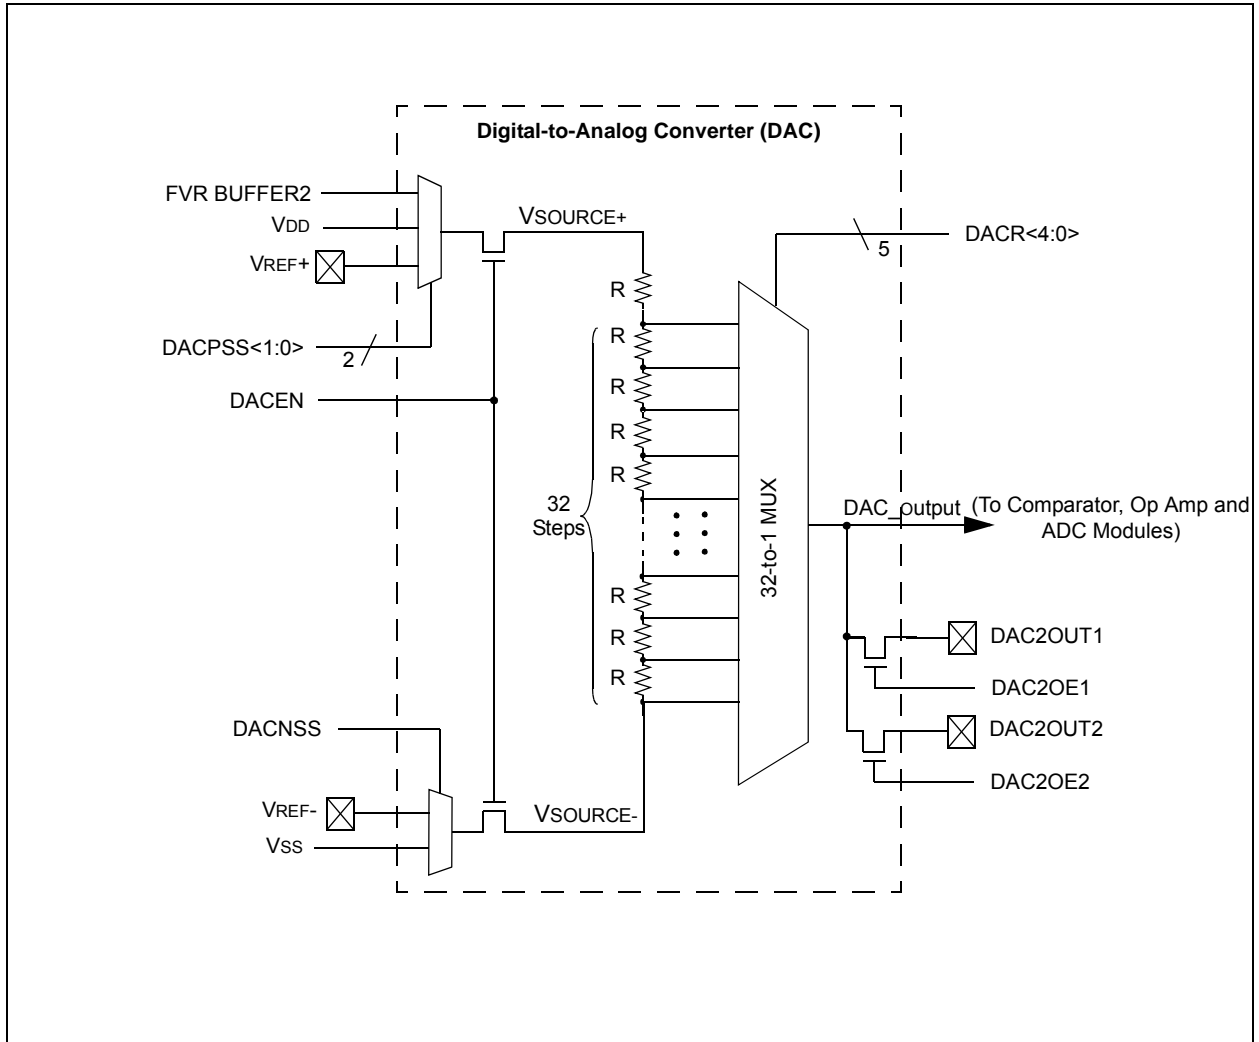 Digital-to-Analog Converter (DAC)
FVR BUFFER2
VDD
VREF+
VSOURCE+
DACR<4:0>
5
DACPSS<1:0>
2
DACEN
R
R
R
R
R
32
Steps
R
R
R
32-to-1 MUX
DAC_output (To Comparator, Op Amp and
ADC Modules)
DAC2OUT1
DAC2OE1
DAC2OUT2
DAC2OE2
DACNSS
VREF-
VSS
VSOURCE-